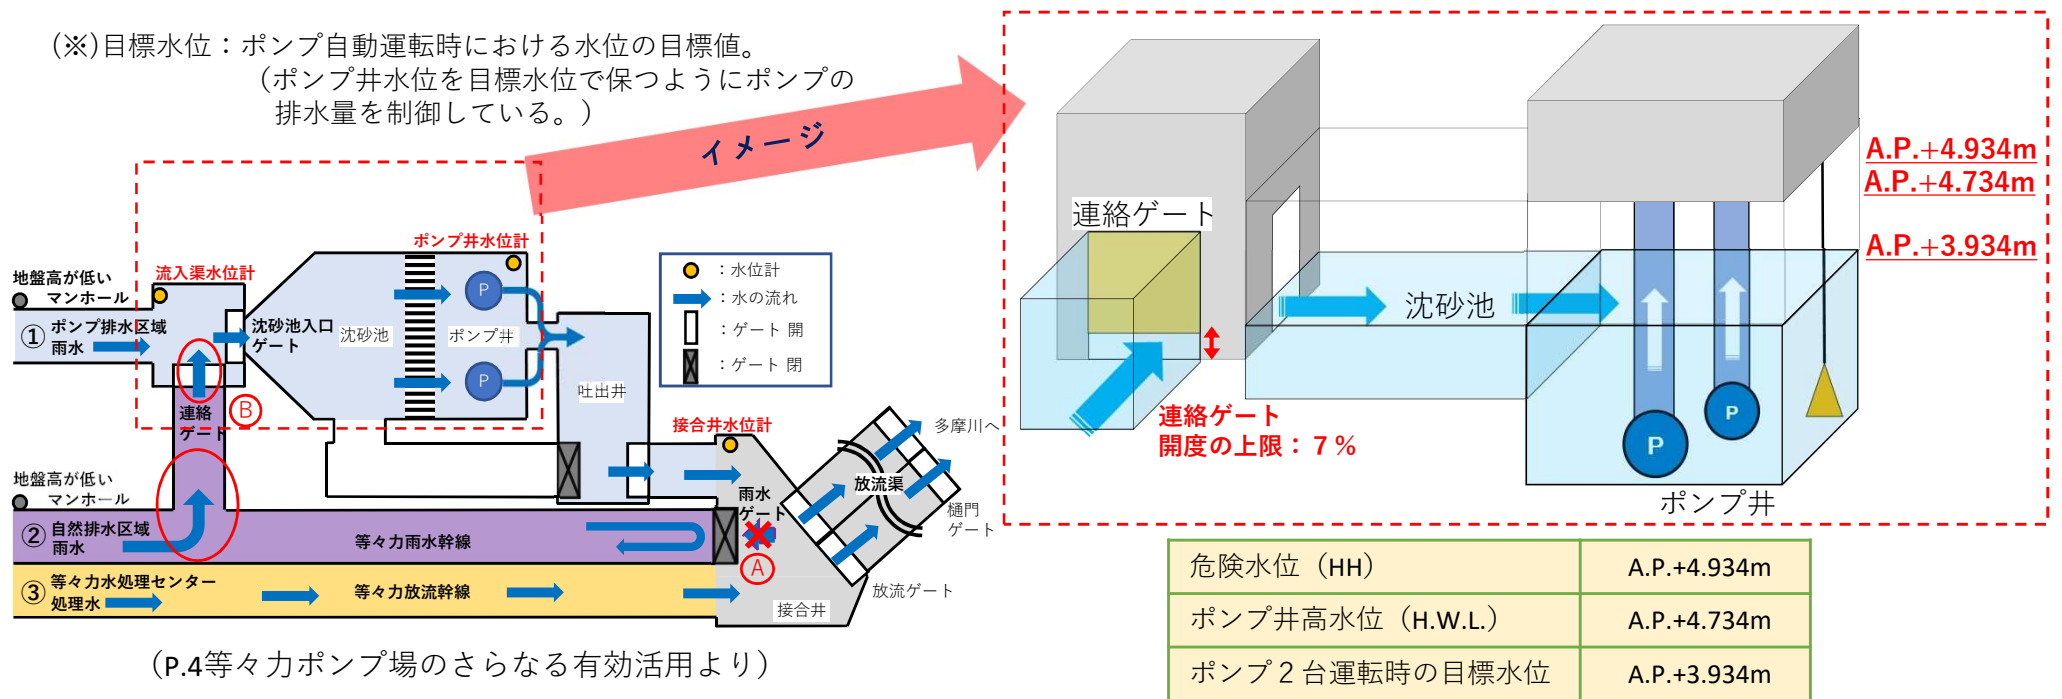 (※)目標水位：ポンプ自動運転時における水位の目標値。
（ポンプ井水位を目標水位で保つようにポンプの
排水量を制御している。）
イメージ
ポンプ井水位計
流入渠水位計
地盤高が低い
マンホール
① ポンプ排水区域
雨水
沈砂池入口
ゲート
沈砂池
ポンプ井
P
P
：水位計
：水の流れ
：ゲート 開
：ゲート 閉
吐出井
連絡
ゲート
B
接合井水位計
多摩川へ
地盤高が低い
マンホール
雨水
ゲート
放流渠
樋門
ゲート
② 自然排水区域
雨水
等々力雨水幹線
A
③ 等々力水処理センター
処理水
等々力放流幹線
接合井
放流ゲート
（P.4等々力ポンプ場のさらなる有効活用より）
A.P.+4.934m
A.P.+4.734m
A.P.+3.934m
連絡ゲート
沈砂池
連絡ゲート
開度の上限：７％
P
P
ポンプ井
危険水位（HH） A.P.+4.934m
ポンプ井高水位（H.W.L.） A.P.+4.734m
ポンプ２台運転時の目標水位 A.P.+3.934m